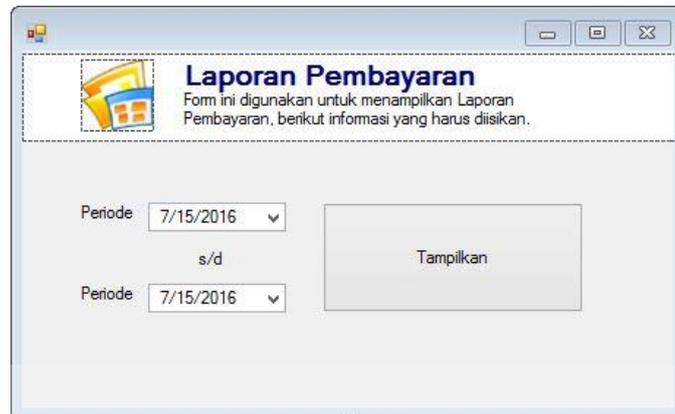 Laporan Pembayaran
Form ini digunakan untuk menampilkan Laporan
Pembayaran, berikut informasi yang harus diisikan.
Periode 7/15/2016
s/d
Tampilkan
Periode 7/15/2016